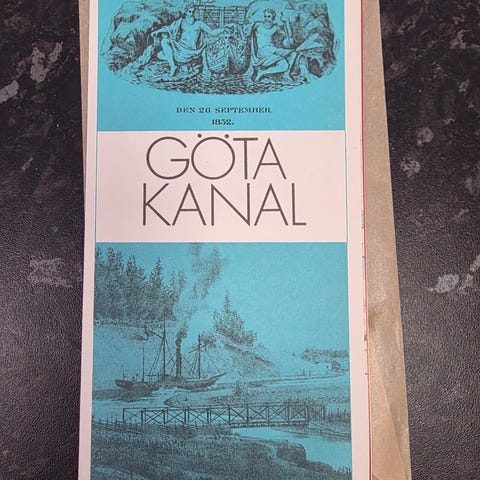 DEN 26 SEPTEMBER
1832.
GÖTA
KANAL